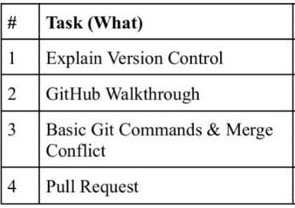 # Task (What)
1 Explain Version Control
2 GitHub Walkthrough
3 Basic Git Commands & Merge
Conflict
4 Pull Request